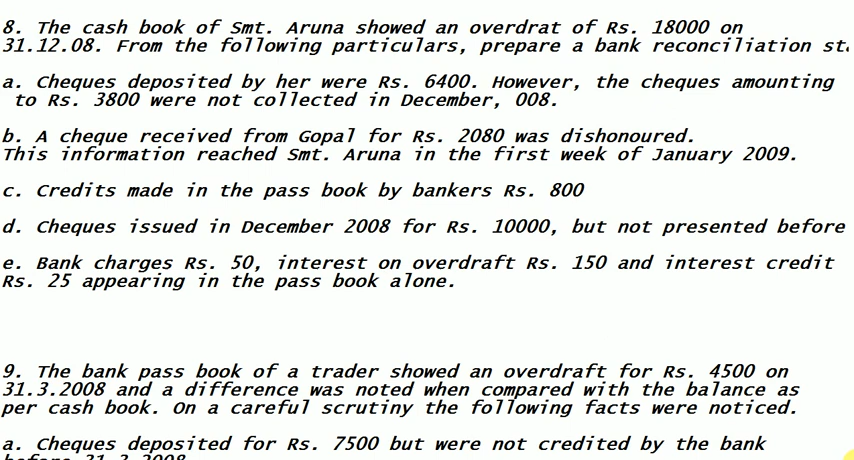 8. The cash book of Smt. Aruna showed an overdrat of Rs. 18000 on
31.12.08. From the following particulars, prepare a bank reconciliation
a. Cheques deposited by her were Rs. 6400. However, the cheques amounting
to Rs. 3800 were not collected in December, 008.
b. A cheque received from Gopal for Rs. 2080 was dishonoured.
This information reached Smt. Aruna in the first week of January 2009.
c. Credits made in the pass book by bankers Rs. 800
d. Cheques issued in December 2008 for Rs. 10000, but not presented before
e. Bank charges Rs. 50, interest on overdraft Rs. 150 and interest credit
Rs. 25 appearing in the pass book alone.
9. The bank pass book of a trader showed an overdraft for Rs. 4500 on
31.3.2008 and a difference was noted when compared with the balance as
per cash book. On a careful scrutiny the following facts were noticed.
a. Cheques deposited for Rs. 7500 but were not credited by the bank
before 31.3.2008